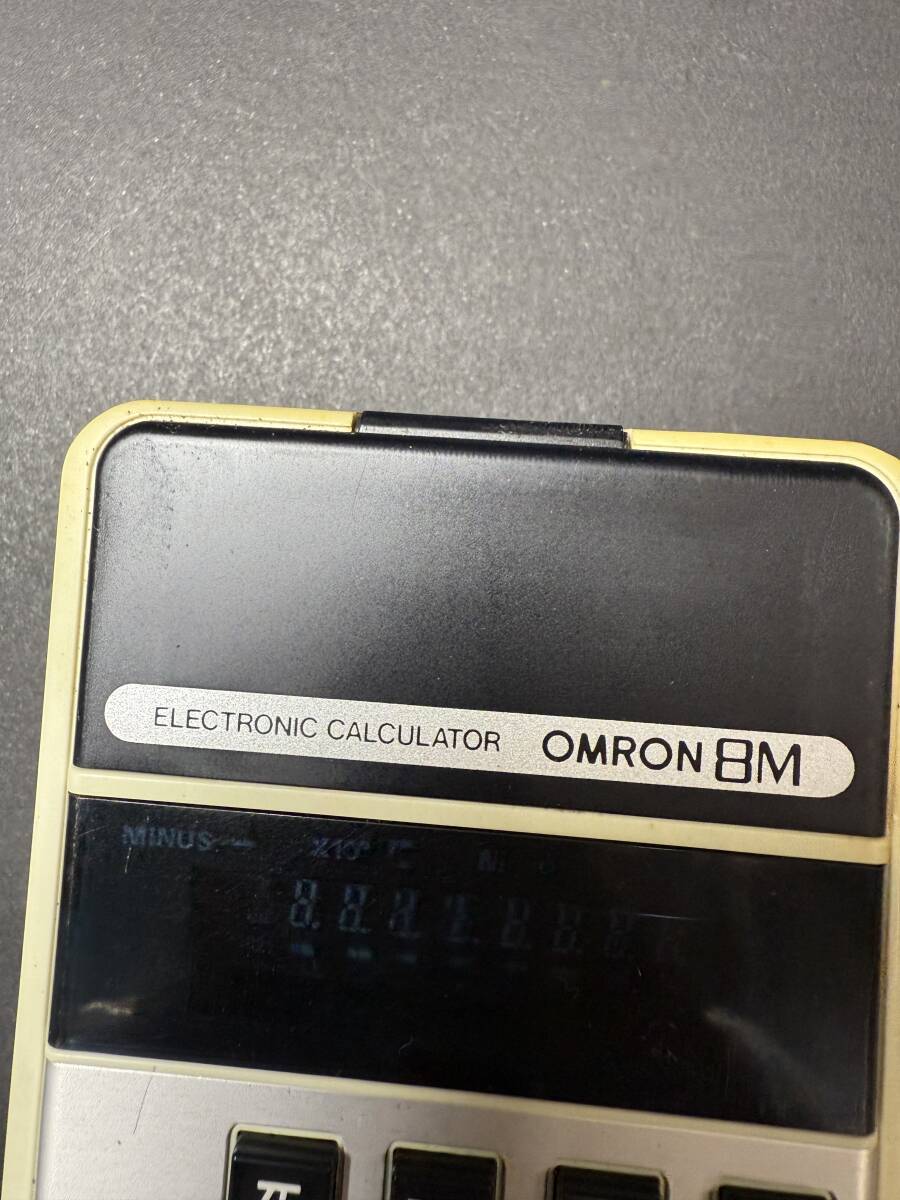 ELECTRONIC CALCULATOR OMRON 8M
MINUS
π